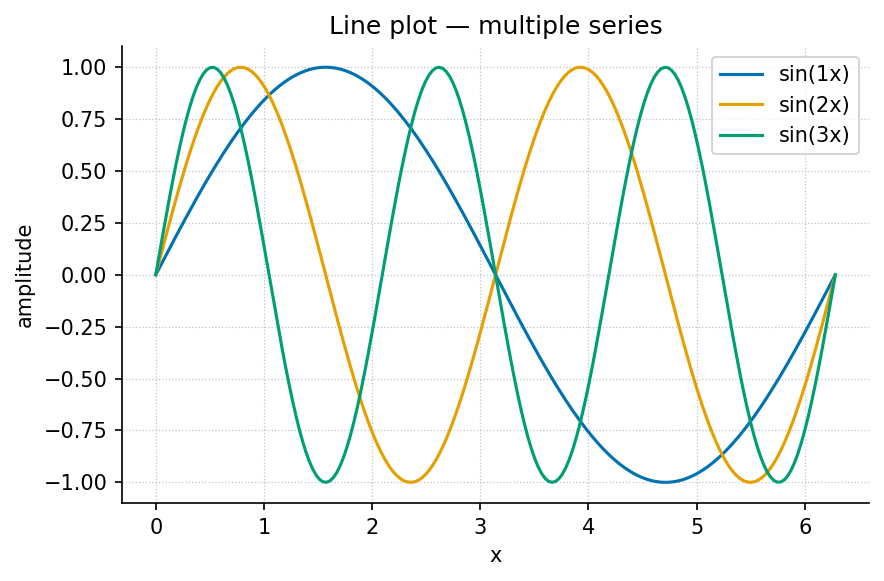 Line plot — multiple series
amplitude
1.00
0.75
0.50
0.25
0.00
−0.25
−0.50
−0.75
−1.00
sin(1x)
sin(2x)
sin(3x)
0 1 2 3 4 5 6
x